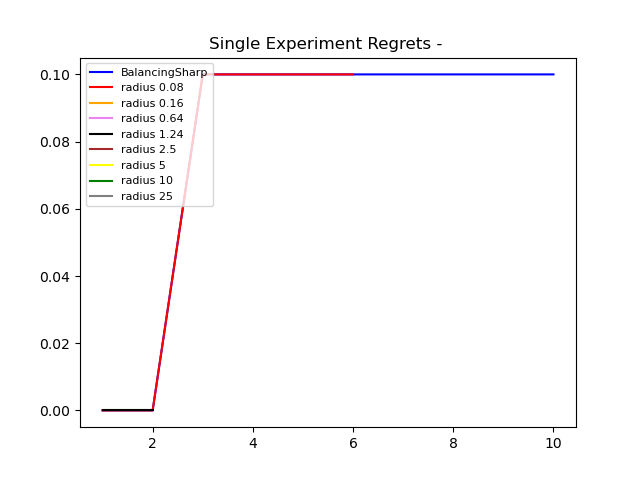 Single Experiment Regrets -
BalancingSharp
radius 0.08
radius 0.16
radius 0.64
radius 1.24
radius 2.5
radius 5
radius 10
radius 25
0.10
0.08
0.06
0.04
0.02
0.00
2 4 6 8 10